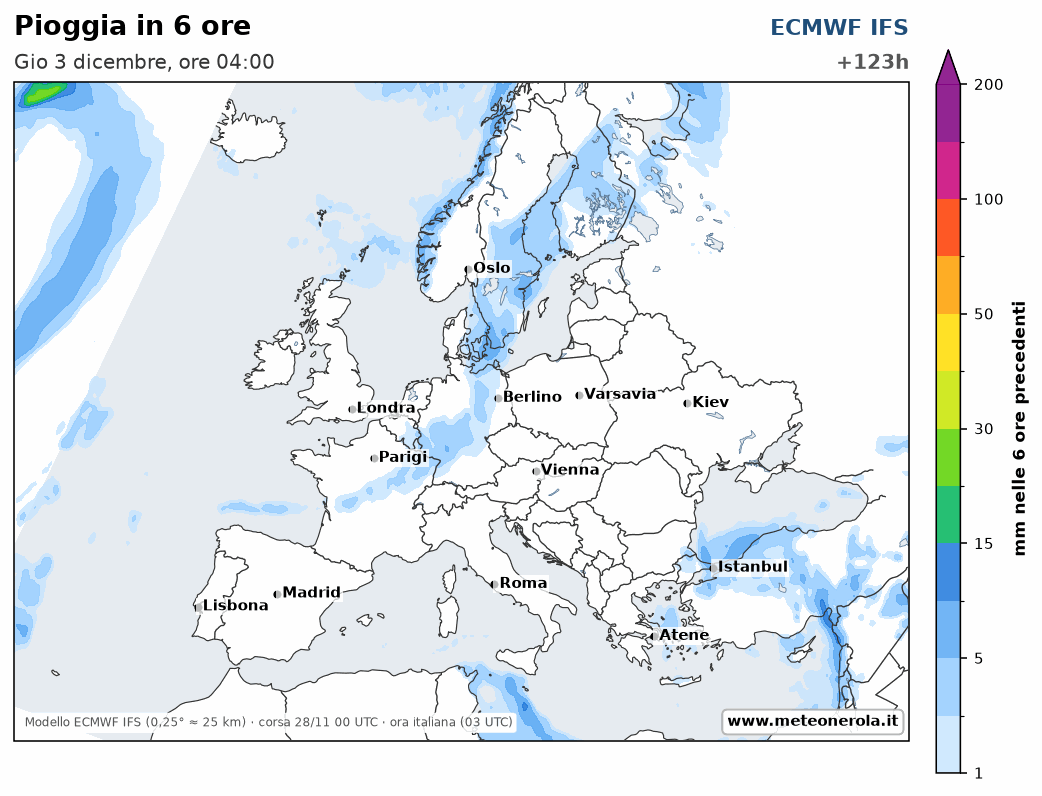 Pioggia in 6 ore
ECMWF IFS
Gio 3 dicembre, ore 04:00
+123h
200
100
50
30
15
5
1
mm nelle 6 ore precedenti
Oslo
Berlino
Varsavia
Kiev
Londra
Parigi
Vienna
Istanbul
Roma
Madrid
Lisbona
Atene
Modello ECMWF IFS (0,25° ≈ 25 km) · corsa 28/11 00 UTC · ora italiana (03 UTC)
www.meteonerola.it